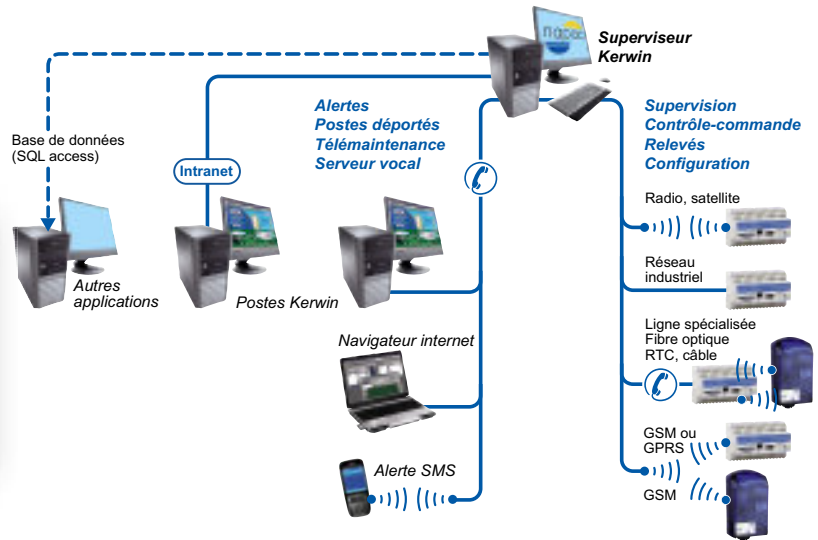 Superviseur
Kerwin
Alertes
Postes déportés
Télémaintenance
Serveur vocal
Supervision
Contrôle-commande
Relevés
Configuration
Base de données
(SQL access)
Intranet
Radio, satellite
Autres
applications
Postes Kerwin
Réseau
industriel
Navigateur internet
Ligne spécialisée
Fibre optique
RTC, câble
GSM ou
GPRS
Alerte SMS
GSM